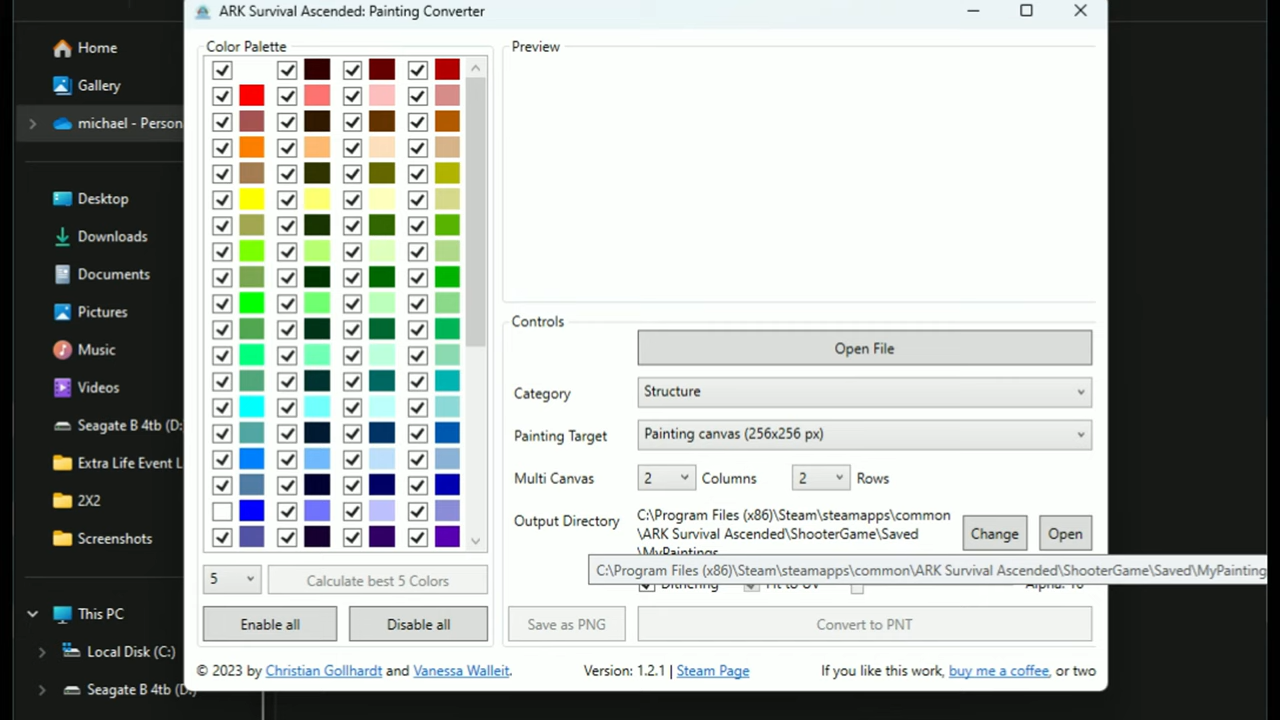 ARK Survival Ascended: Painting Converter
Home
Gallery
michael - Person
Desktop
Downloads
Documents
Pictures
Music
Videos
Seagate B 4tb (D:
Extra Life Event L
2X2
Screenshots
This PC
Local Disk (C:)
Seagate B 4tb (D:)
Color Palette
5
Calculate best 5 Colors
Enable all
Disable all
Preview
Controls
Open File
Category
Structure
Painting Target
Painting canvas (256x256 px)
Multi Canvas
2
Columns
2
Rows
Output Directory
C:\Program Files (x86)\Steam\steamapps\common
\ARK Survival Ascended\ShooterGame\Saved
\MyPaintings
Change
Open
C:\Program Files (x86)\Steam\steamapps\common\ARK Survival Ascended\ShooterGame\Saved\MyPainting
Dithering
Fit to UV
Save as PNG
Convert to PNT
© 2023 by Christian Gollhardt and Vanessa Walleit.
Version: 1.2.1 | Steam Page
If you like this work, buy me a coffee, or two